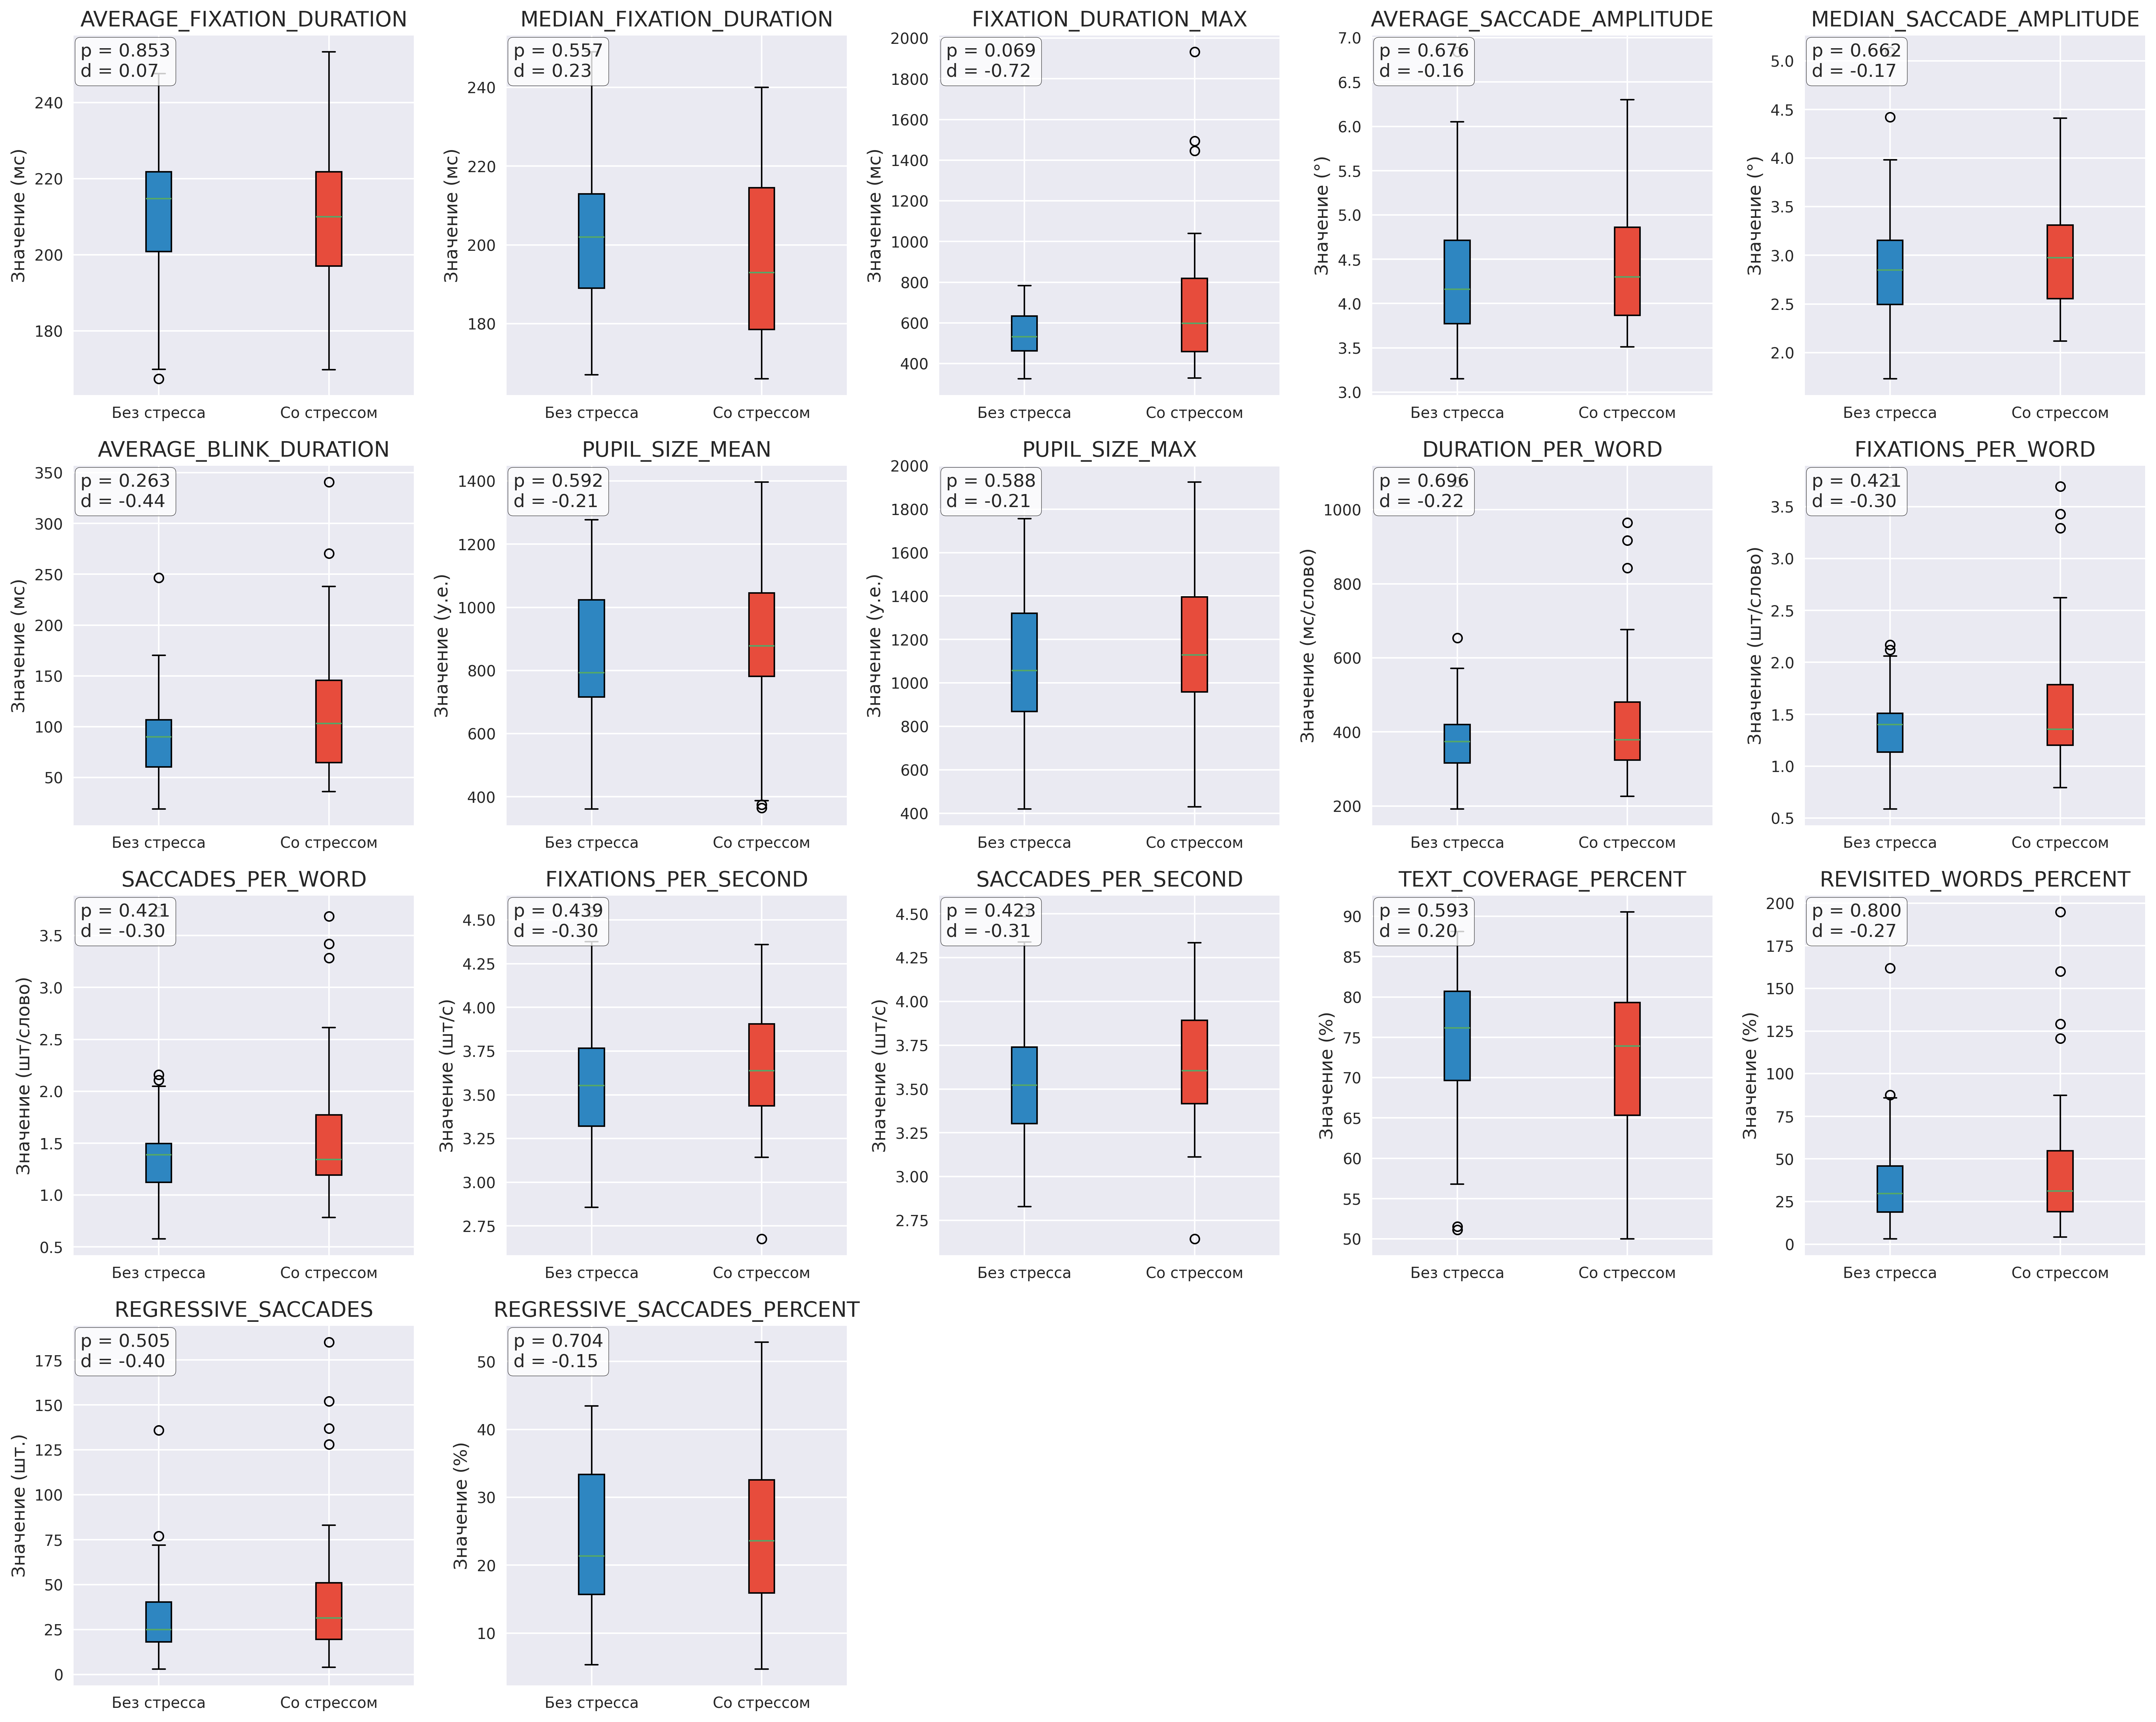 AVERAGE_FIXATION_DURATION
p = 0.853
d = 0.07
Значение (мс)
240
220
200
180
Без стресса
Со стрессом
MEDIAN_FIXATION_DURATION
p = 0.557
d = 0.23
Значение (мс)
240
220
200
180
Без стресса
Со стрессом
FIXATION_DURATION_MAX
p = 0.069
d = -0.72
Значение (мс)
2000
1800
1600
1400
1200
1000
800
600
400
Без стресса
Со стрессом
AVERAGE_SACCADE_AMPLITUDE
p = 0.676
d = -0.16
Значение (°)
7.0
6.5
6.0
5.5
5.0
4.5
4.0
3.5
3.0
Без стресса
Со стрессом
MEDIAN_SACCADE_AMPLITUDE
p = 0.662
d = -0.17
Значение (°)
5.0
4.5
4.0
3.5
3.0
2.5
2.0
Без стресса
Со стрессом
AVERAGE_BLINK_DURATION
p = 0.263
d = -0.44
Значение (мс)
350
300
250
200
150
100
50
Без стресса
Со стрессом
PUPIL_SIZE_MEAN
p = 0.592
d = -0.21
Значение (у.е.)
1400
1200
1000
800
600
400
Без стресса
Со стрессом
PUPIL_SIZE_MAX
p = 0.588
d = -0.21
Значение (у.е.)
2000
1800
1600
1400
1200
1000
800
600
400
Без стресса
Со стрессом
DURATION_PER_WORD
p = 0.696
d = -0.22
Значение (мс/слово)
1000
800
600
400
200
Без стресса
Со стрессом
FIXATIONS_PER_WORD
p = 0.421
d = -0.30
Значение (шт/слово)
3.5
3.0
2.5
2.0
1.5
1.0
0.5
Без стресса
Со стрессом
SACCADES_PER_WORD
p = 0.421
d = -0.30
Значение (шт/слово)
3.5
3.0
2.5
2.0
1.5
1.0
0.5
Без стресса
Со стрессом
FIXATIONS_PER_SECOND
p = 0.439
d = -0.30
Значение (шт/с)
4.50
4.25
4.00
3.75
3.50
3.25
3.00
2.75
Без стресса
Со стрессом
SACCADES_PER_SECOND
p = 0.423
d = -0.31
Значение (шт/с)
4.50
4.25
4.00
3.75
3.50
3.25
3.00
2.75
Без стресса
Со стрессом
TEXT_COVERAGE_PERCENT
p = 0.593
d = 0.20
Значение (%)
90
85
80
75
70
65
60
55
50
Без стресса
Со стрессом
REVISITED_WORDS_PERCENT
p = 0.800
d = -0.27
Значение (%)
200
175
150
125
100
75
50
25
0
Без стресса
Со стрессом
REGRESSIVE_SACCADES
p = 0.505
d = -0.40
Значение (шт.)
175
150
125
100
75
50
25
0
Без стресса
Со стрессом
REGRESSIVE_SACCADES_PERCENT
p = 0.704
d = -0.15
Значение (%)
50
40
30
20
10
Без стресса
Со стрессом